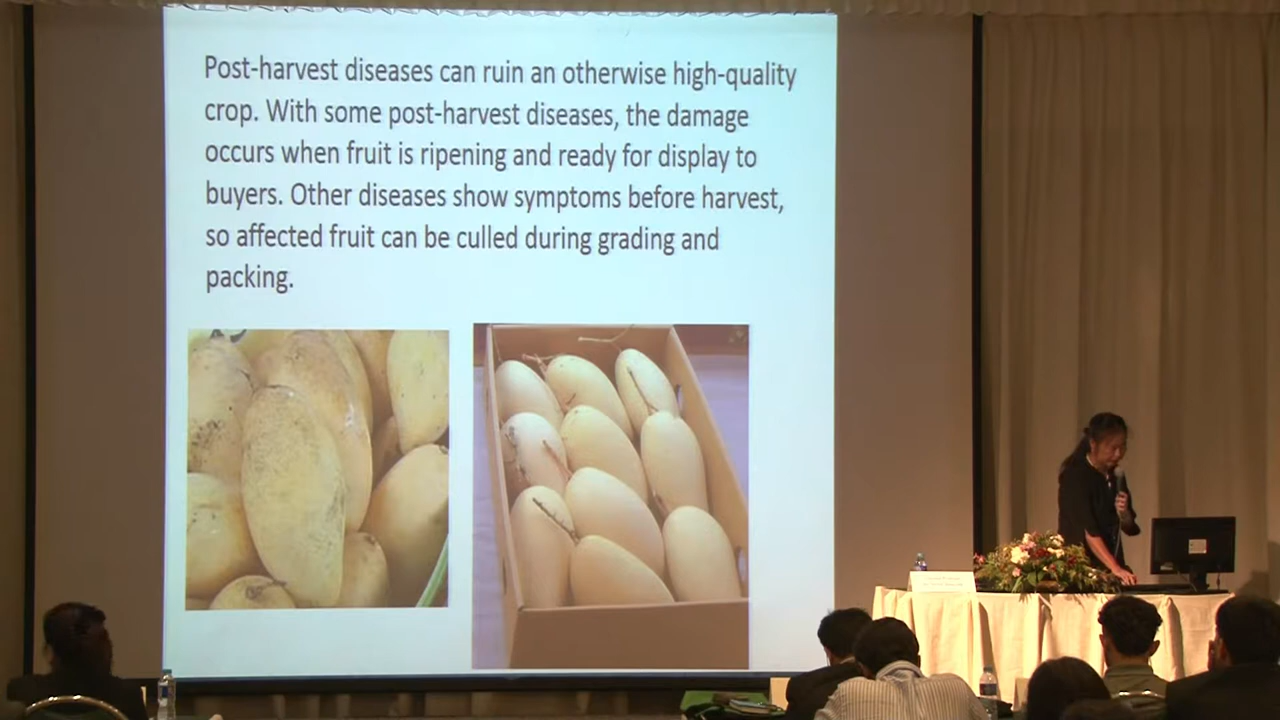 Post-harvest diseases can ruin an otherwise high-quality
crop. With some post-harvest diseases, the damage
occurs when fruit is ripening and ready for display to
buyers. Other diseases show symptoms before harvest,
so affected fruit can be culled during grading and
packing.